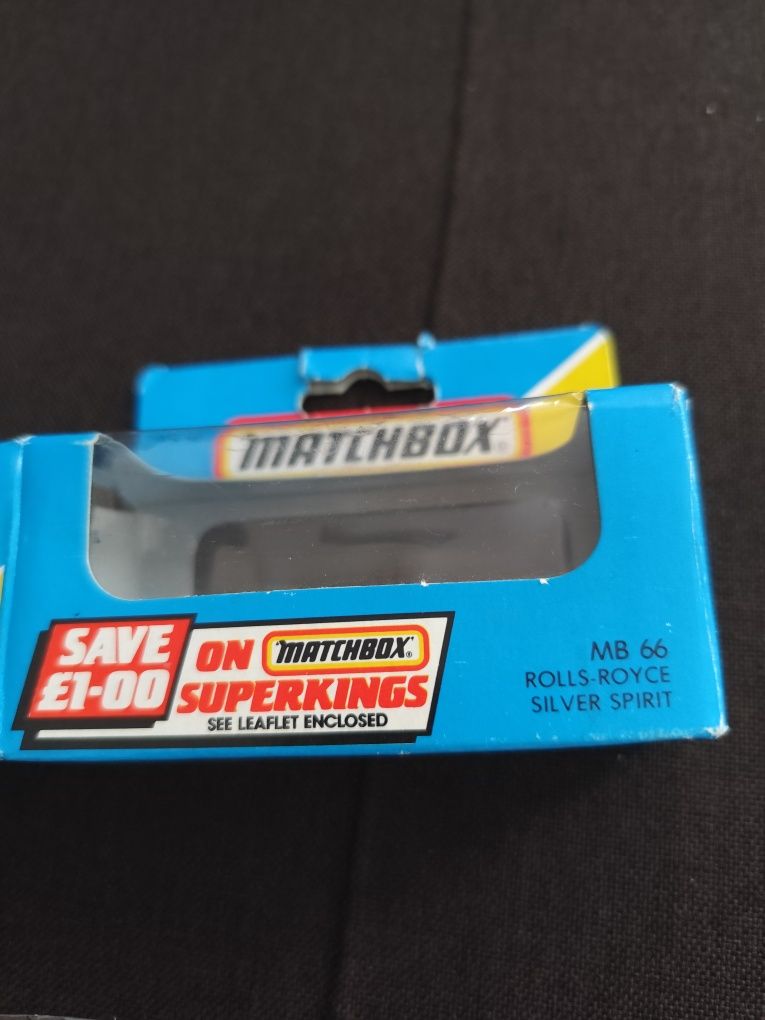 MATCHBOX®
SAVE
£1-00
ON MATCHBOX®
SUPERKINGS
SEE LEAFLET ENCLOSED
MB 66
ROLLS-ROYCE
SILVER SPIRIT